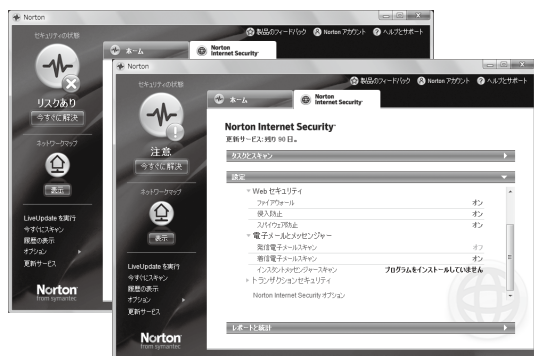 Norton
セキュリティの状態
製品のフィードバック Norton アカウント ヘルプとサポート
ホーム
Norton
Internet Security
リスクあり
今すぐに解決
ネットワークマップ
表示
LiveUpdate を実行
今すぐにスキャン
履歴の表示
オプション
更新サービス
Norton
from symantec
Norton
セキュリティの状態
製品のフィードバック Norton アカウント ヘルプとサポート
ホーム
Norton
Internet Security
注意
今すぐに解決
ネットワークマップ
表示
LiveUpdate を実行
今すぐにスキャン
履歴の表示
オプション
更新サービス
Norton
from symantec
Norton Internet Security
更新サービス: 残り 90 日。
タスクとスキャン
設定
Web セキュリティ
ファイアウォール オン
侵入防止 オン
スパイウェア防止 オン
電子メールとメッセンジャー
発信電子メールスキャン オフ
着信電子メールスキャン オン
インスタントメッセンジャースキャン プログラムをインストールしていません
トランザクションセキュリティ
Norton Internet Security オプション
レポートと統計